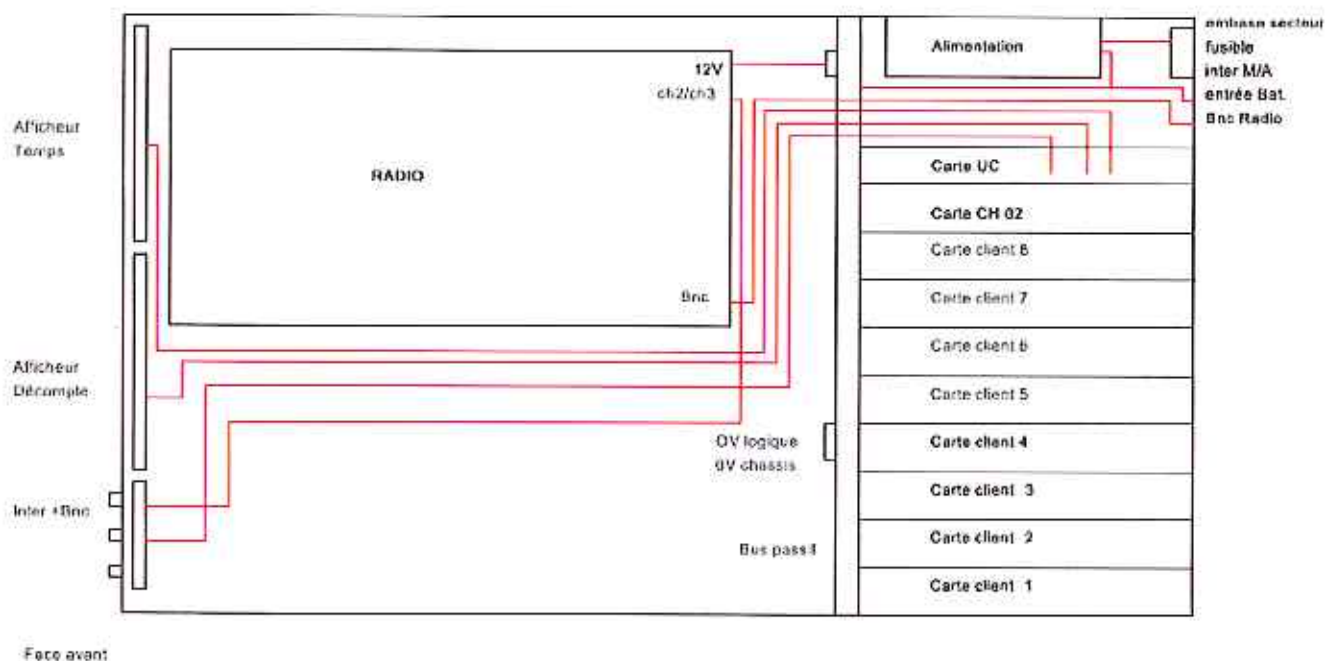 embase secteur
Alimentation
fusible
12V
inter M/A
ch2/ch3
entrée Bat.
Bnc Radio
Afficheur
Temps
RADIO
Carte UC
Carte CH 02
Carte client 8
Bnc
Carte client 7
Carte client 6
Afficheur
Décompte
Carte client 5
OV logique
0V chassis
Carte client 4
Inter +Bnc
Carte client 3
Bus passif
Carte client 2
Carte client 1
Face avant